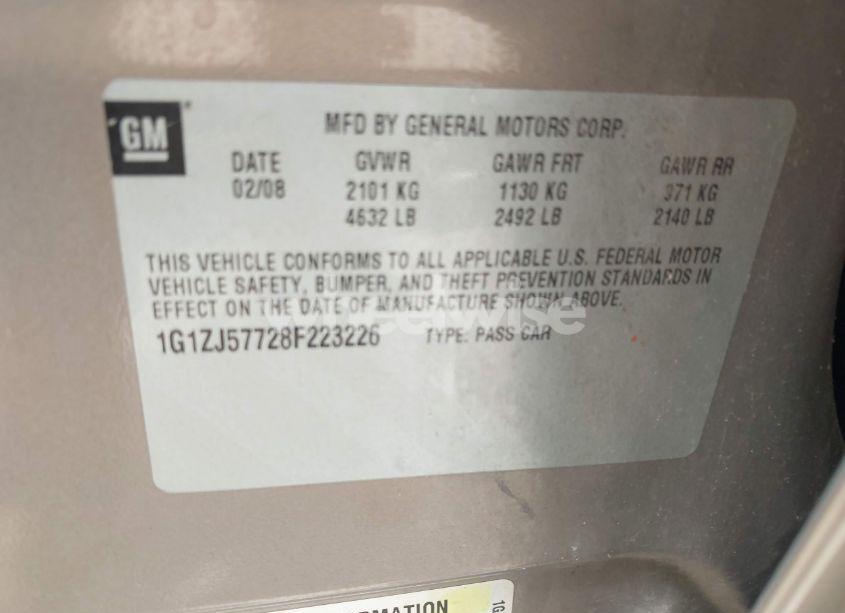 GM
MFD BY GENERAL MOTORS CORP.
DATE GVWR GAWR FRT GAWR RR
02/08 2101 KG 1130 KG 971 KG
4632 LB 2492 LB 2140 LB
THIS VEHICLE CONFORMS TO ALL APPLICABLE U.S. FEDERAL MOTOR
VEHICLE SAFETY, BUMPER, AND THEFT PREVENTION STANDARDS IN
EFFECT ON THE DATE OF MANUFACTURE SHOWN ABOVE.
1G1ZJ57728F223226 TYPE: PASS CAR